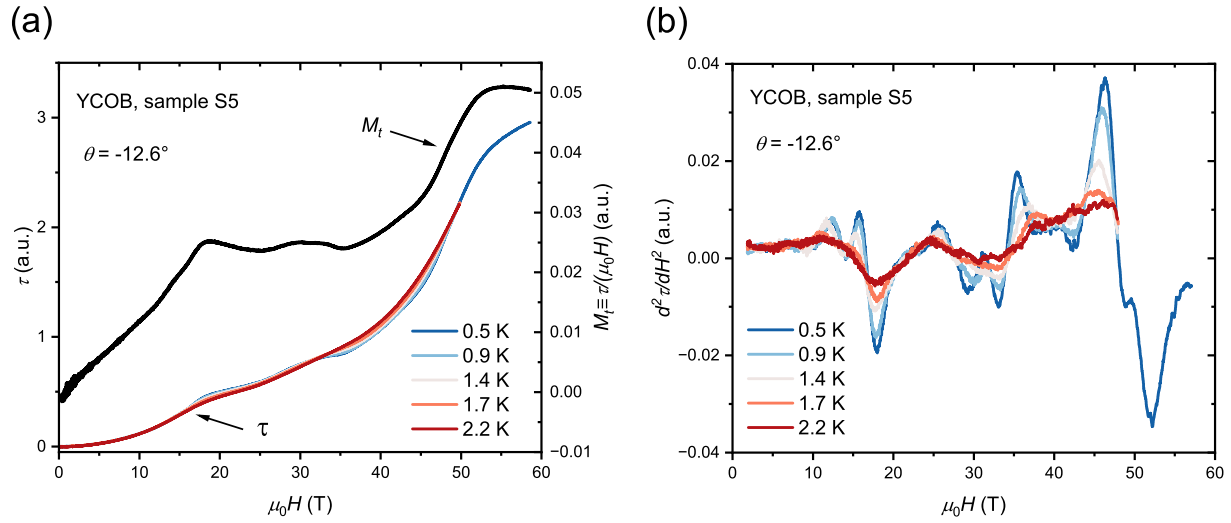 (a)
YCOB, sample S5
θ = -12.6°
M_t
τ
0.5 K
0.9 K
1.4 K
1.7 K
2.2 K
τ (a.u.)
0
1
2
3
M_t ≡ τ/(μ₀H) (a.u.)
0.05
0.04
0.03
0.02
0.01
0.00
−0.01
0 10 20 30 40 50 60
μ₀H (T)
(b)
YCOB, sample S5
θ = -12.6°
0.5 K
0.9 K
1.4 K
1.7 K
2.2 K
d²τ/dH² (a.u.)
0.04
0.02
0.00
−0.02
−0.04
0 10 20 30 40 50 60
μ₀H (T)